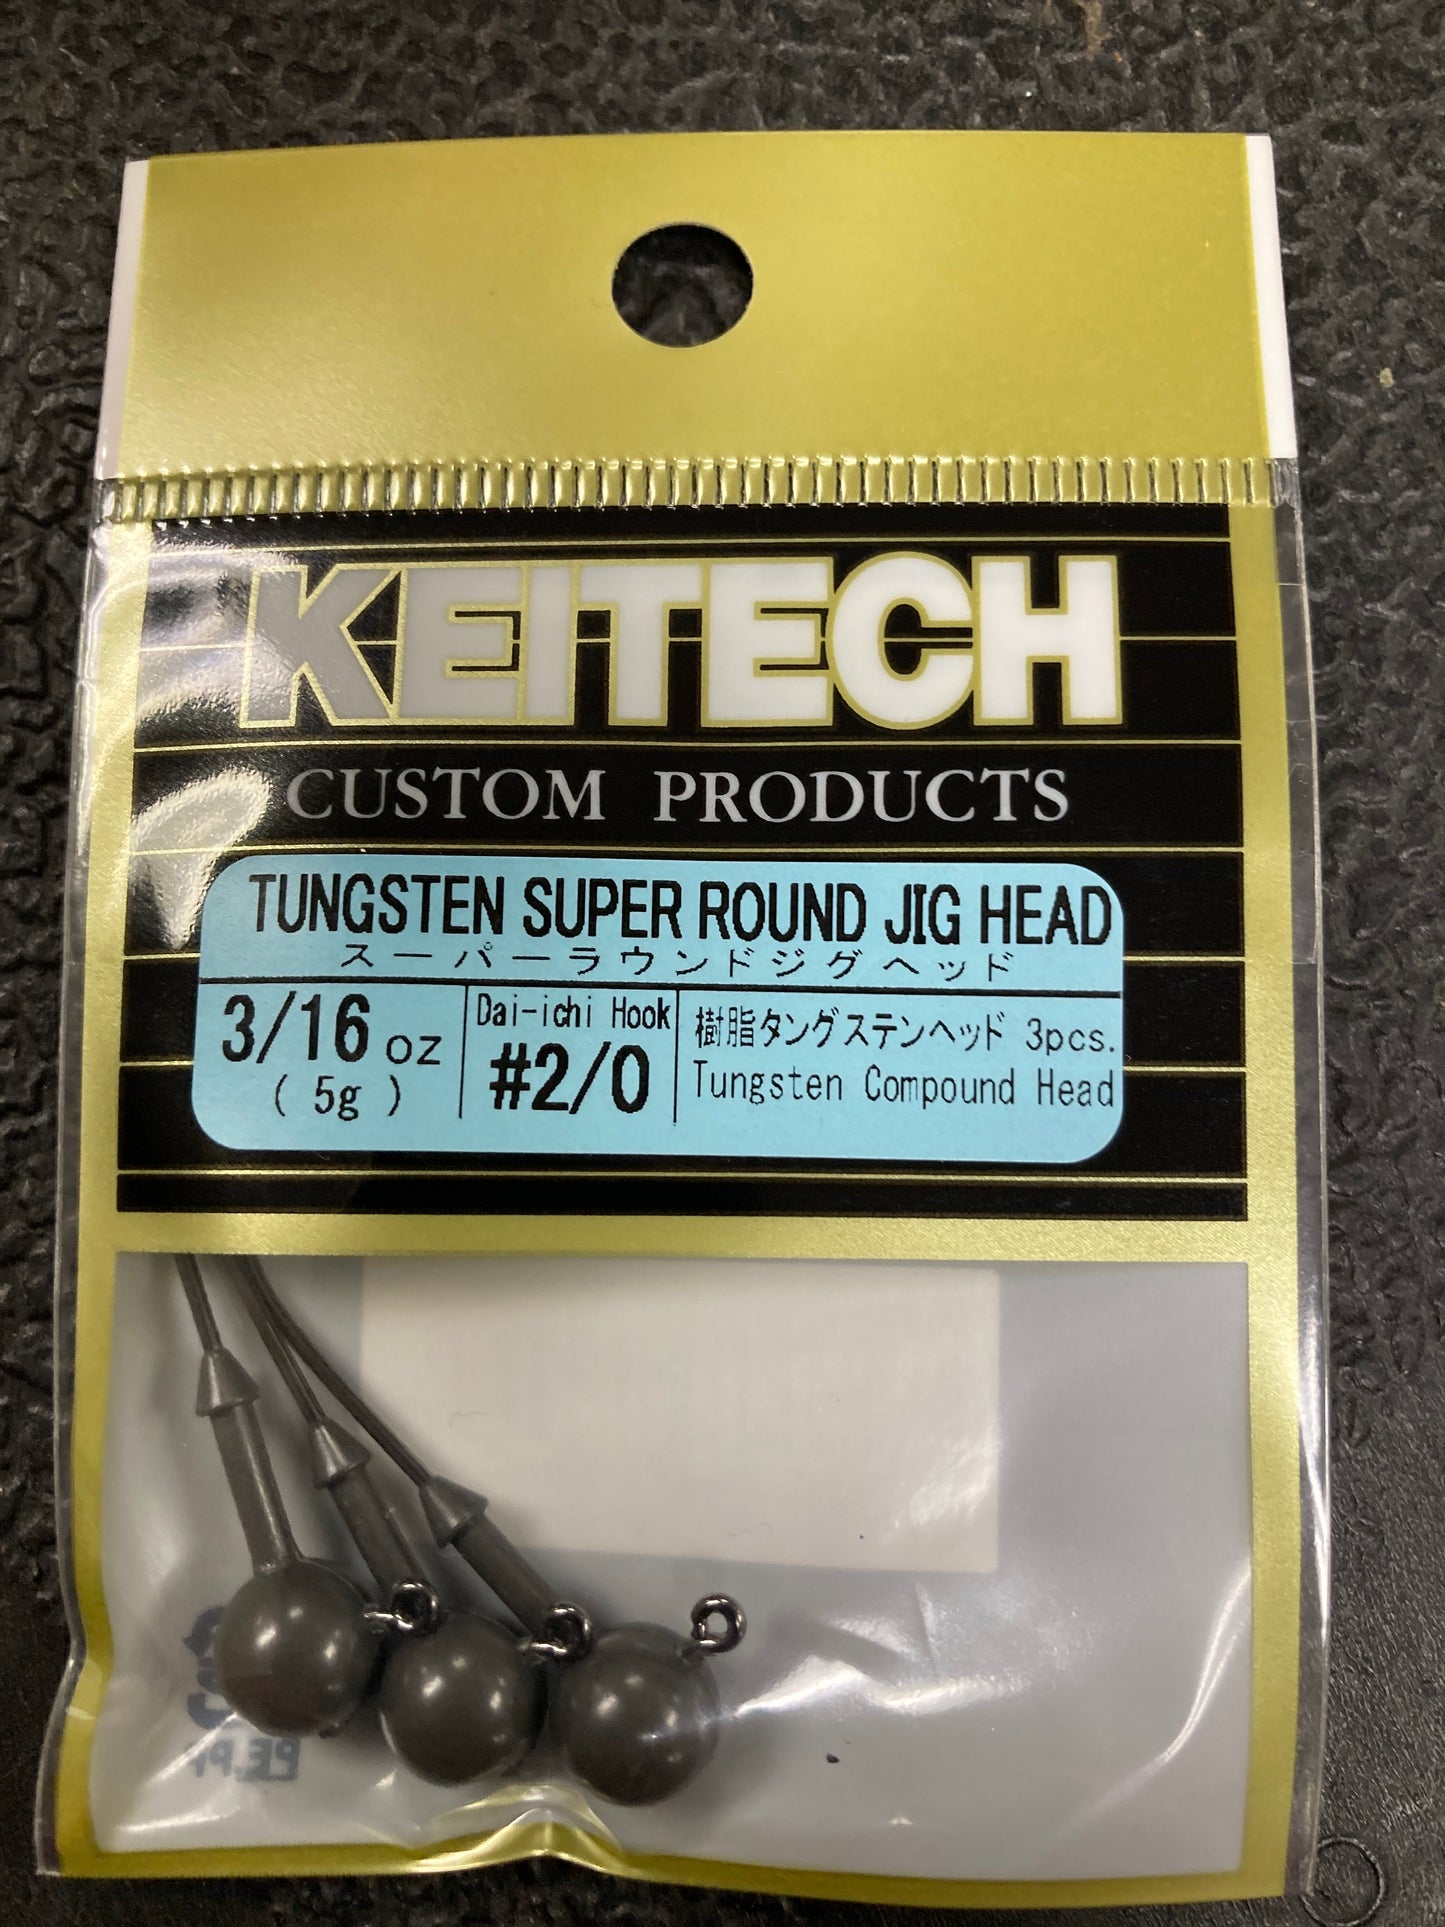 KEITECH
CUSTOM PRODUCTS
TUNGSTEN SUPER ROUND JIG HEAD
スーパーラウンドジグヘッド
3/16 oz
( 5g )
Dai-ichi Hook
#2/0
樹脂タングステンヘッド 3pcs.
Tungsten Compound Head